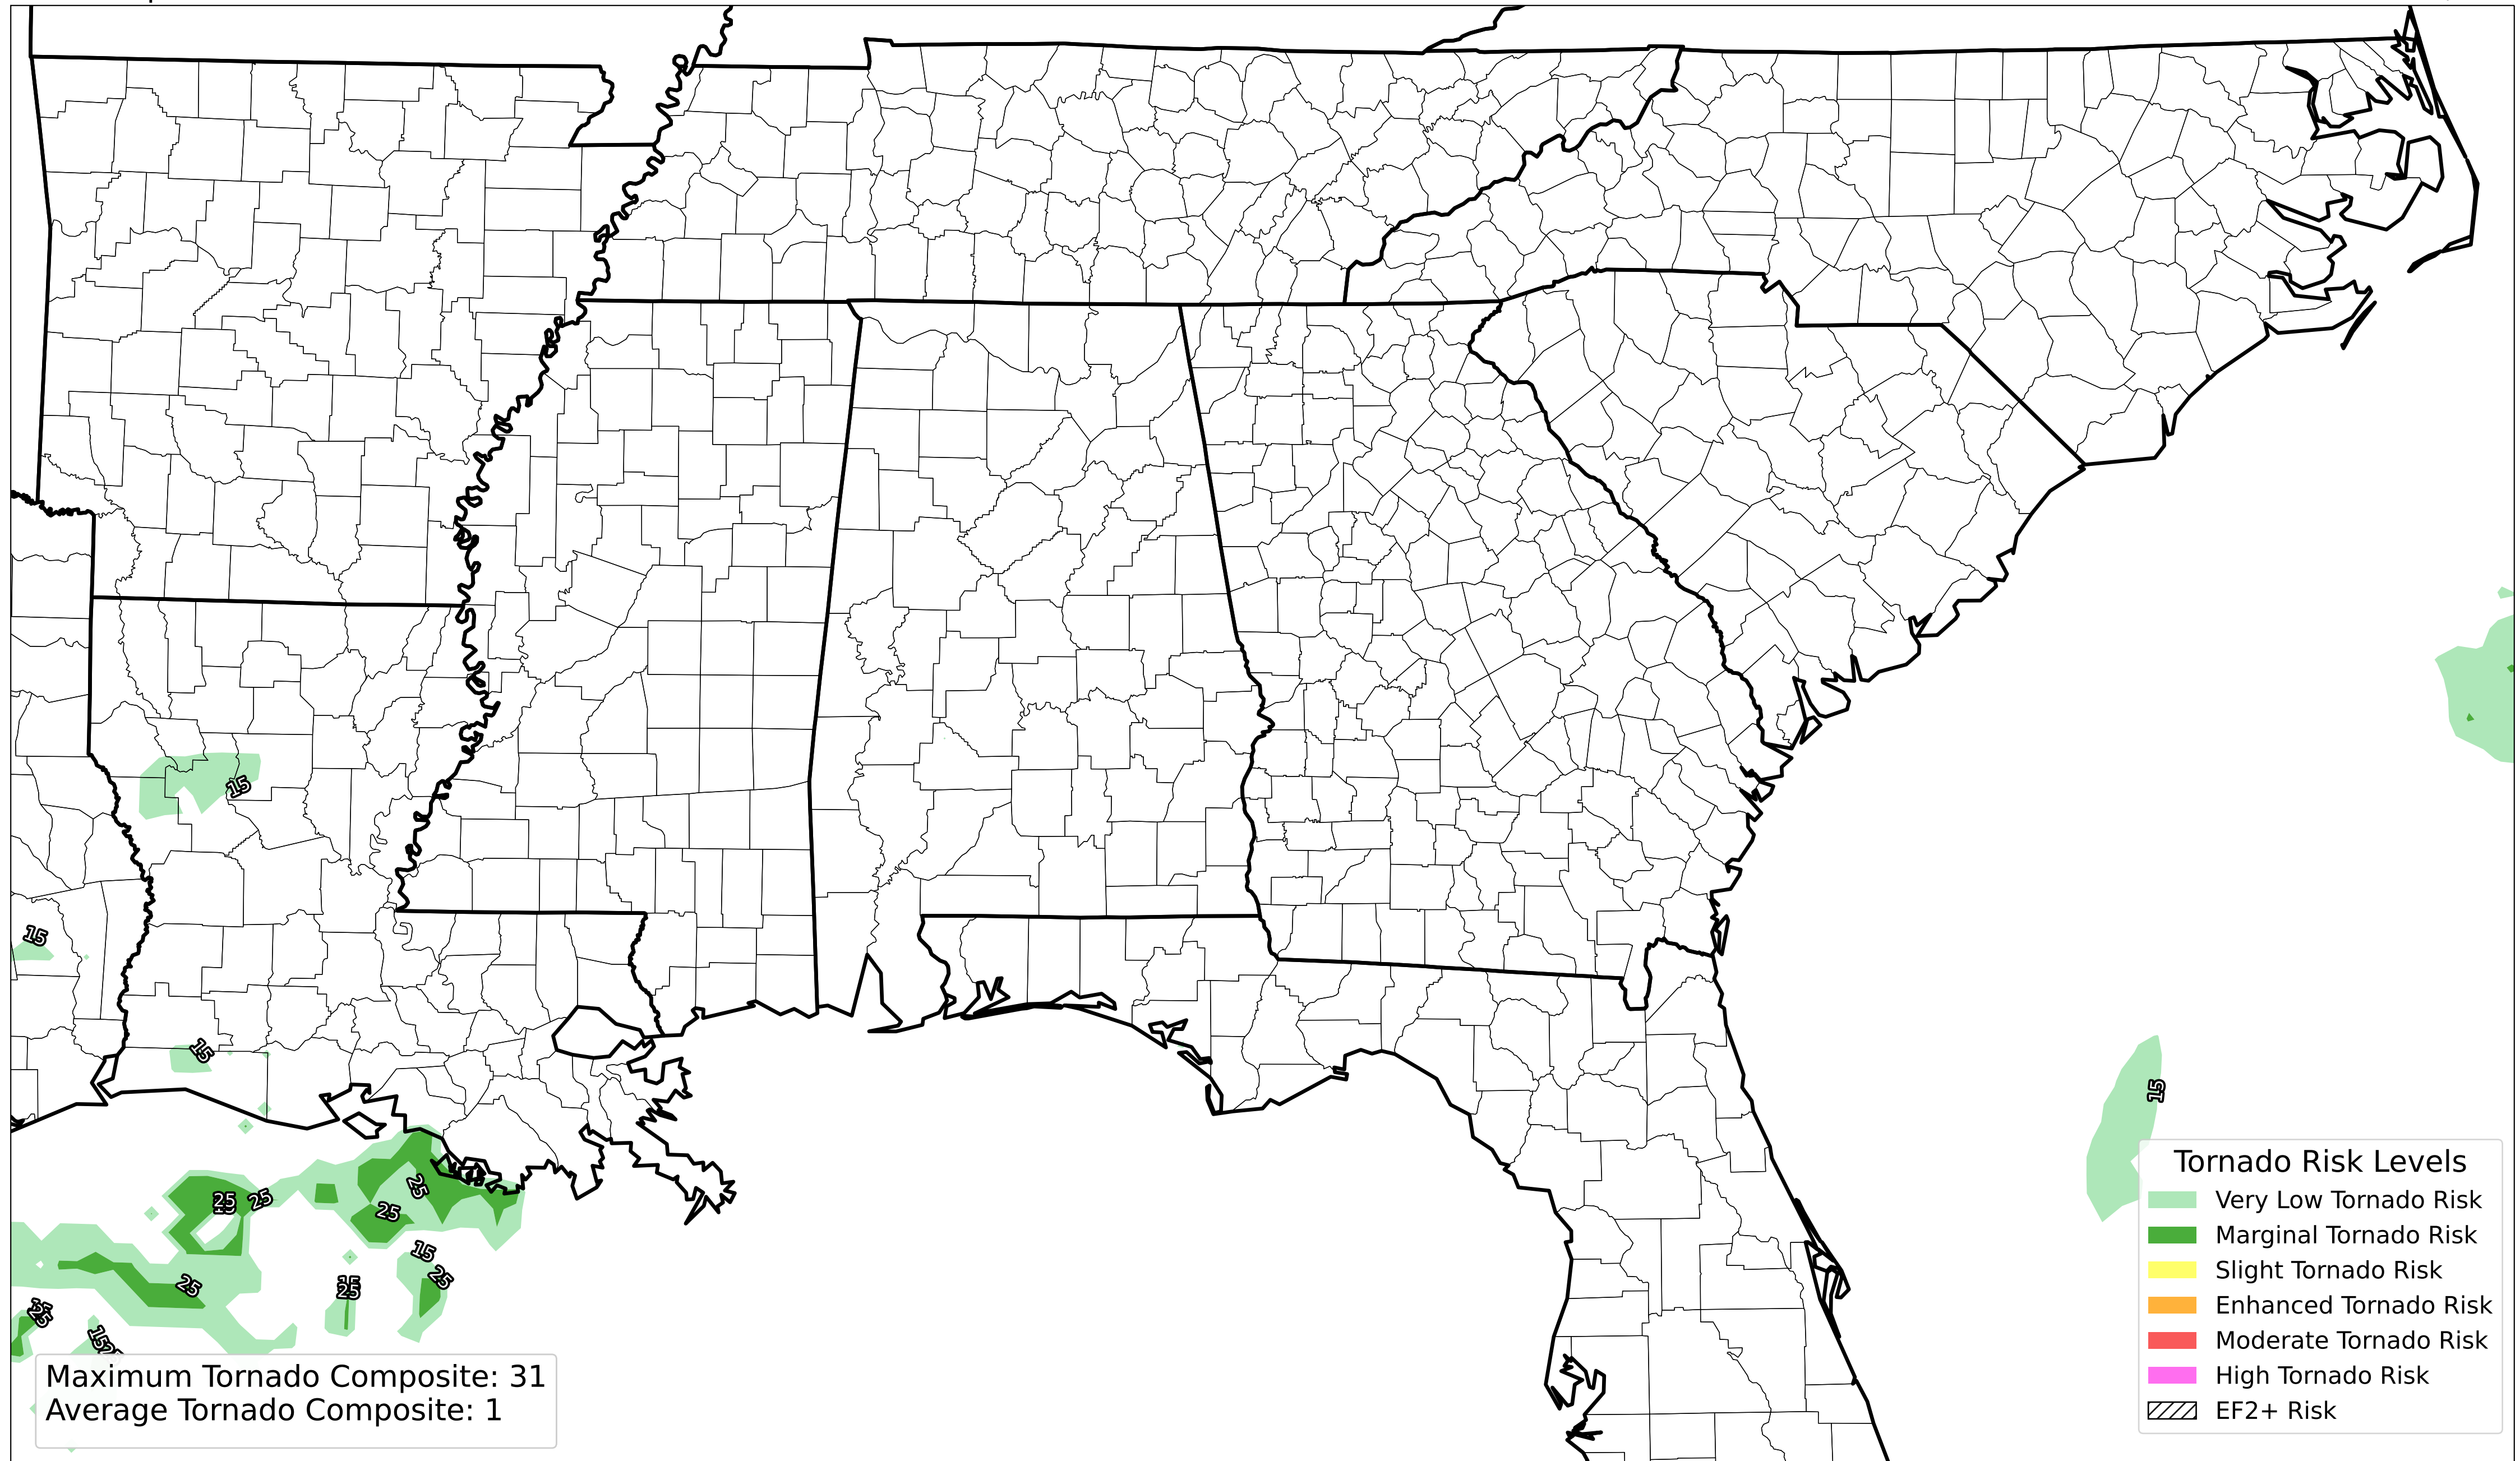 15
15
15
15
25
25
25
25
15
25
25
15
25
25
15
Tornado Risk Levels
Very Low Tornado Risk
Marginal Tornado Risk
Slight Tornado Risk
Enhanced Tornado Risk
Moderate Tornado Risk
High Tornado Risk
EF2+ Risk
Maximum Tornado Composite: 31
Average Tornado Composite: 1